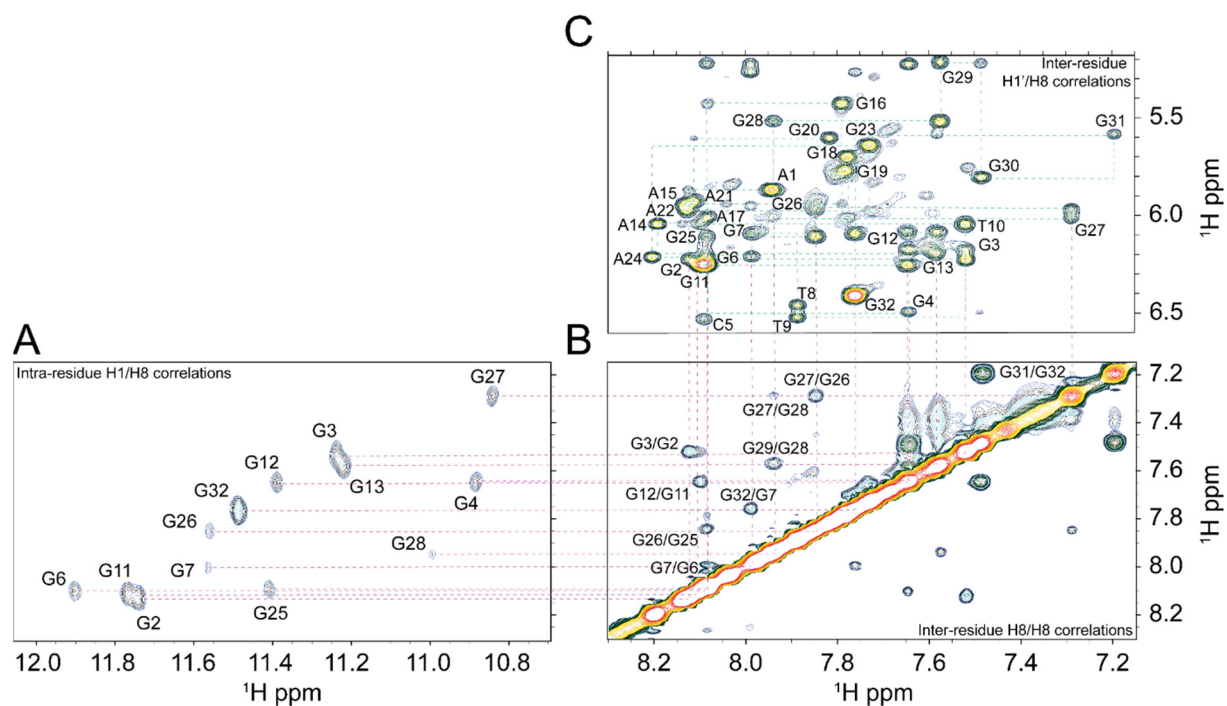 C
Inter-residue
H1'/H8 correlations
G29
G16
G28
G31
G20
G23
G18
G30
A1
G19
A15
A21
G26
A22
A17
A14
G7
G12
T10
G27
G25
G3
A24
G6
G13
G2
G11
T8
G32
G4
C5
T9
5.5
6.0
6.5
¹H ppm
A
Intra-residue H1/H8 correlations
G27
G3
G12
G13
G32
G4
G26
G28
G6
G11
G7
G2
G25
12.0
11.8
11.6
11.4
11.2
11.0
10.8
¹H ppm
B
G27/G26
G31/G32
G27/G28
G3/G2
G29/G28
G12/G11
G32/G7
G26/G25
G7/G6
Inter-residue H8/H8 correlations
7.2
7.4
7.6
7.8
8.0
8.2
¹H ppm
8.2
8.0
7.8
7.6
7.4
7.2
¹H ppm